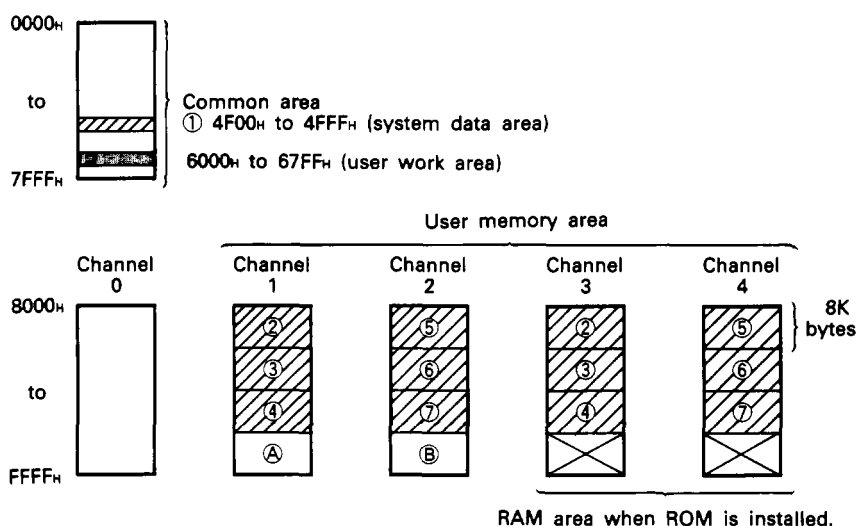 0000H
to
7FFFH
Common area
① 4F00H to 4FFFH (system data area)
6000H to 67FFH (user work area)
User memory area
Channel 0
Channel 1
Channel 2
Channel 3
Channel 4
8000H
to
FFFFH
② ⑤ ② ⑤
③ ⑥ ③ ⑥
④ ⑦ ④ ⑦
Ⓐ Ⓑ
8K bytes
RAM area when ROM is installed.